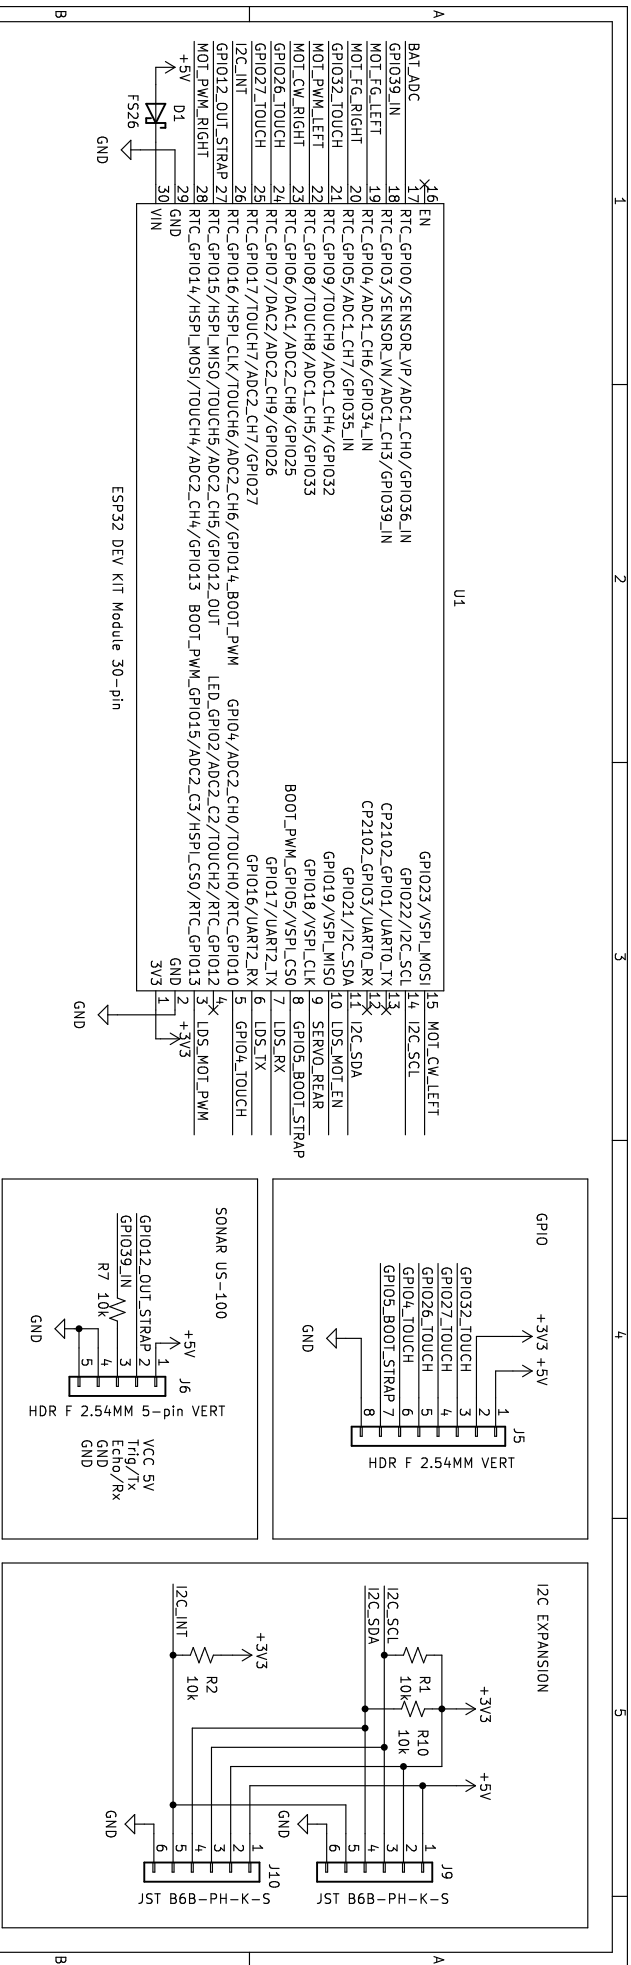 1
2
3
4
5
A
A
B
B
U1
16 EN
BAT_ADC 17 RTC_GPIO0/SENSOR_VP/ADC1_CH0/GPIO36_IN
GPIO39_IN 18 RTC_GPIO3/SENSOR_VN/ADC1_CH3/GPIO39_IN
MOT_FG_LEFT 19 RTC_GPIO4/ADC1_CH6/GPIO34_IN
MOT_FG_RIGHT 20 RTC_GPIO5/ADC1_CH7/GPIO35_IN
GPIO32_TOUCH 21 RTC_GPIO9/TOUCH9/ADC1_CH4/GPIO32
MOT_PWM_LEFT 22 RTC_GPIO8/TOUCH8/ADC1_CH5/GPIO33
MOT_CW_RIGHT 23 RTC_GPIO6/DAC1/ADC2_CH8/GPIO25
GPIO26_TOUCH 24 RTC_GPIO7/DAC2/ADC2_CH9/GPIO26
GPIO27_TOUCH 25 RTC_GPIO17/TOUCH7/ADC2_CH7/GPIO27
I2C_INT 26 RTC_GPIO16/HSPI_CLK/TOUCH6/ADC2_CH6/GPIO14_BOOT_PWM
GPIO12_OUT_STRAP 27 RTC_GPIO15/HSPI_MISO/TOUCH5/ADC2_CH5/GPIO12_OUT
MOT_PWM_RIGHT 28 RTC_GPIO14/HSPI_MOSI/TOUCH4/ADC2_CH4/GPIO13
29 GND
30 VIN
+5V
D1
FS26
GND
GPIO23/VSPI_MOSI 15 MOT_CW_LEFT
GPIO22/I2C_SCL 14 I2C_SCL
CP2102_GPIO1/UART0_TX 13
CP2102_GPIO3/UART0_RX 12
GPIO21/I2C_SDA 11 I2C_SDA
GPIO19/VSPI_MISO 10 LDS_MOT_EN
GPIO18/VSPI_CLK 9 SERVO_REAR
BOOT_PWM_GPIO5/VSPI_CS0 8 GPIO5_BOOT_STRAP
GPIO17/UART2_TX 7 LDS_RX
GPIO16/UART2_RX 6 LDS_TX
GPIO4/ADC2_CH0/TOUCH0/RTC_GPIO10 5 GPIO4_TOUCH
LED_GPIO2/ADC2_C2/TOUCH2/RTC_GPIO12 4
BOOT_PWM_GPIO15/ADC2_C3/HSPI_CS0/RTC_GPIO13 3 LDS_MOT_PWM
GND 2
3V3 1
+3V3
GND
ESP32 DEV KIT Module 30-pin
GPIO
+3V3 +5V
J5
1
2
GPIO32_TOUCH 3
GPIO27_TOUCH 4
GPIO26_TOUCH 5
GPIO4_TOUCH 6
GPIO5_BOOT_STRAP 7
8
GND
HDR F 2.54MM VERT
SONAR US-100
+5V
J6
1
GPIO12_OUT_STRAP 2
GPIO39_IN 3
R7 10k
4
5
GND
HDR F 2.54MM 5-pin VERT
VCC 5V
Trig/Tx
Echo/Rx
GND
GND
I2C EXPANSION
+3V3
+5V
R1
10k
R10
10k
I2C_SCL
I2C_SDA
J9
1
2
3
4
5
6
GND
JST B6B-PH-K-S
+3V3
R2
10k
I2C_INT
J10
1
2
3
4
5
6
GND
JST B6B-PH-K-S